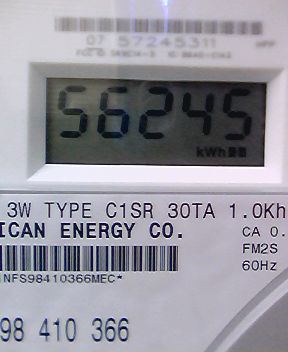 07 57245311
56245
kWh
3W TYPE C1SR 30TA 1.0Kh
ICAN ENERGY CO.
CA 0.
FM2S
60Hz
NFS98410366MEC*
98 410 366